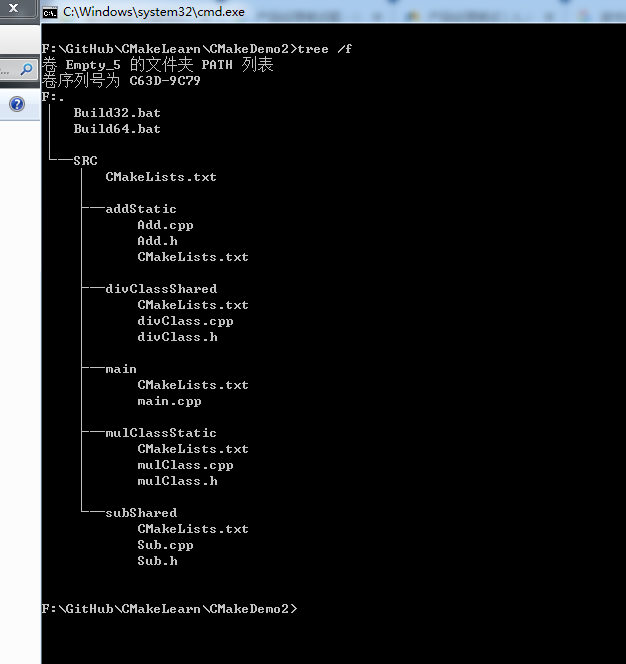 C:\Windows\system32\cmd.exe
F:\GitHub\CMakeLearn\CMakeDemo2>tree /f
卷 Empty_5 的文件夹 PATH 列表
卷序列号为 C63D-9C79
F:.
Build32.bat
Build64.bat
SRC
CMakeLists.txt
addStatic
Add.cpp
Add.h
CMakeLists.txt
divClassShared
CMakeLists.txt
divClass.cpp
divClass.h
main
CMakeLists.txt
main.cpp
mulClassStatic
CMakeLists.txt
mulClass.cpp
mulClass.h
subShared
CMakeLists.txt
Sub.cpp
Sub.h
F:\GitHub\CMakeLearn\CMakeDemo2>